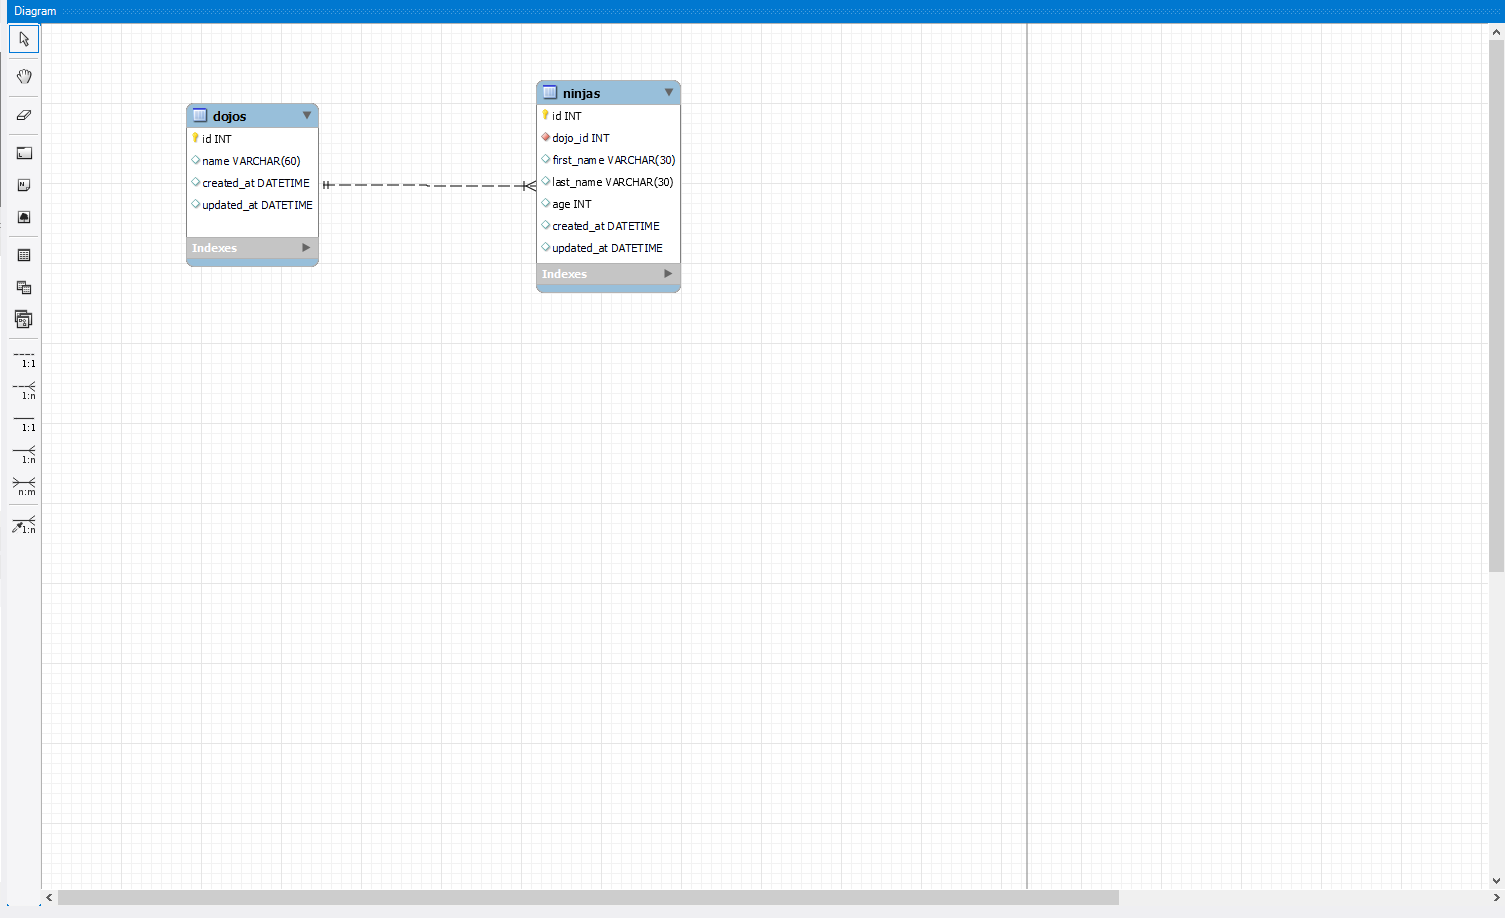 Diagram
dojos
id INT
name VARCHAR(60)
created_at DATETIME
updated_at DATETIME
Indexes
ninjas
id INT
dojo_id INT
first_name VARCHAR(30)
last_name VARCHAR(30)
age INT
created_at DATETIME
updated_at DATETIME
Indexes
1:1
1:n
1:1
1:n
n:m
1:n